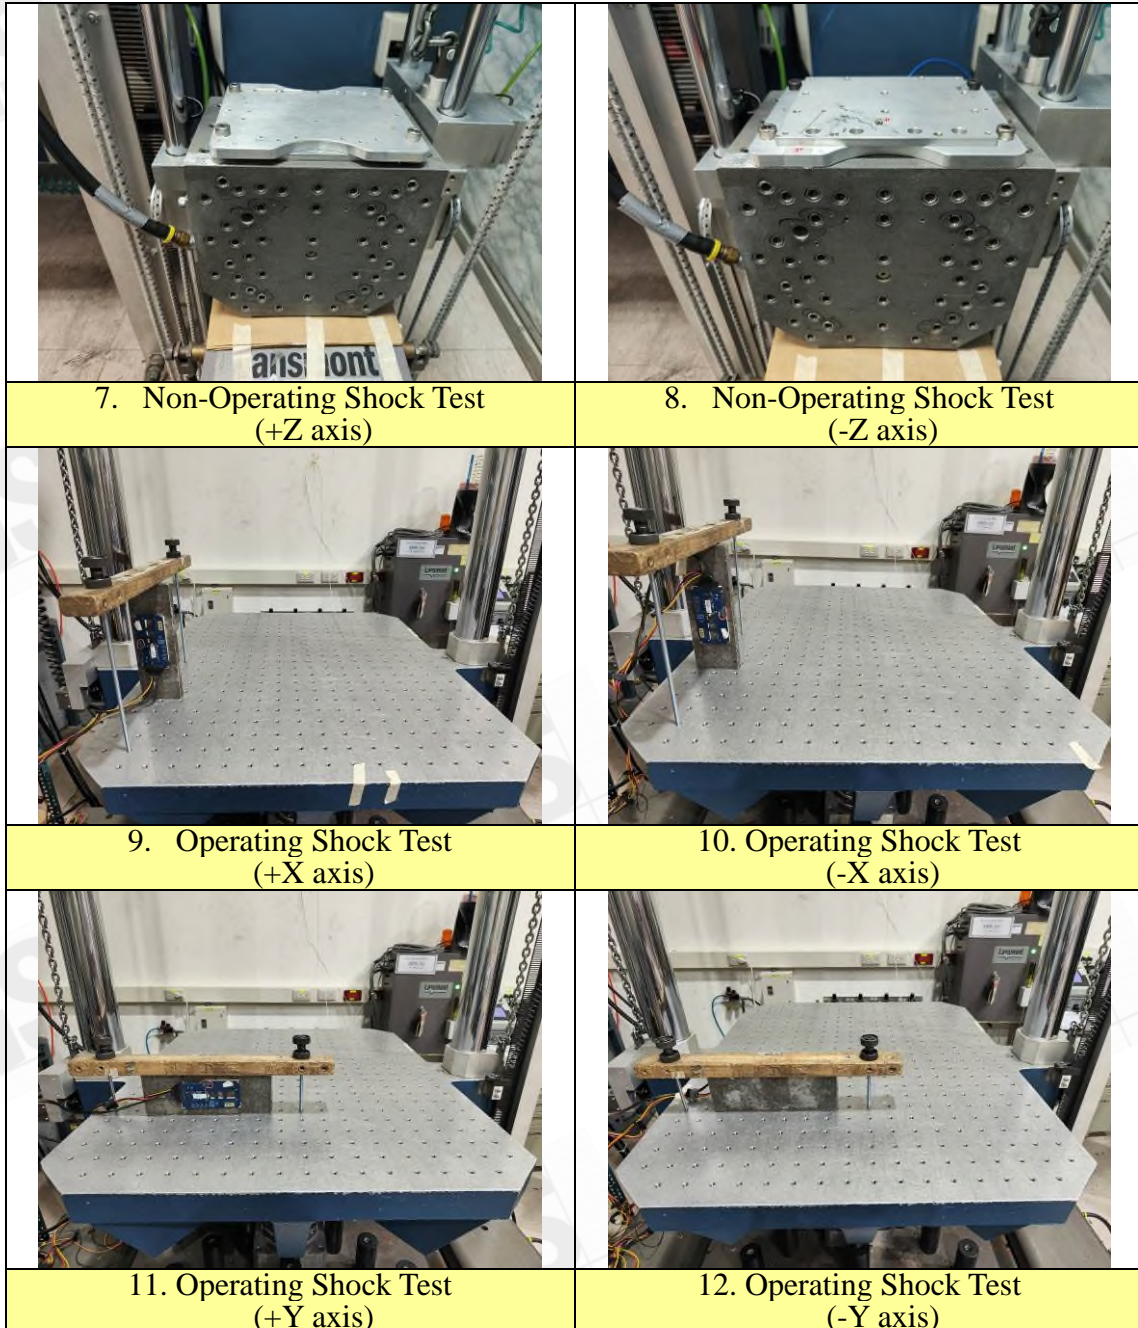 ansmont
7. Non-Operating Shock Test
(+Z axis)
8. Non-Operating Shock Test
(-Z axis)
9. Operating Shock Test
(+X axis)
10. Operating Shock Test
(-X axis)
11. Operating Shock Test
(+Y axis)
12. Operating Shock Test
(-Y axis)